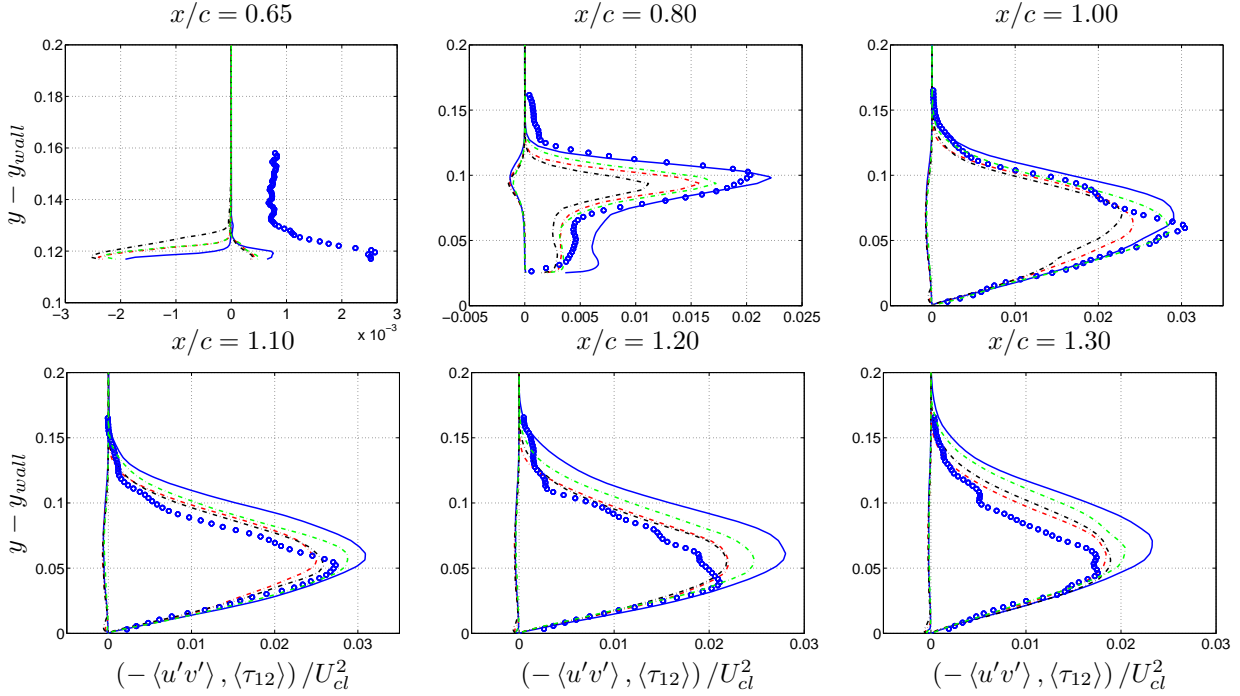 x/c = 0.65 x/c = 0.80 x/c = 1.00
0.2 0.18 0.16 0.14 0.12 0.1
−3 −2 −1 0 1 2 3
x 10⁻³
y − y_wall
0.2 0.15 0.1 0.05 0
−0.005 0 0.005 0.01 0.015 0.02 0.025
0.2 0.15 0.1 0.05 0
0 0.01 0.02 0.03
x/c = 1.10 x/c = 1.20 x/c = 1.30
0.2 0.15 0.1 0.05 0
0 0.01 0.02 0.03
y − y_wall
0.2 0.15 0.1 0.05 0
0 0.01 0.02 0.03
0.2 0.15 0.1 0.05 0
0 0.01 0.02 0.03
(− ⟨u′v′⟩ , ⟨τ₁₂⟩) /U²_cl (− ⟨u′v′⟩ , ⟨τ₁₂⟩) /U²_cl (− ⟨u′v′⟩ , ⟨τ₁₂⟩) /U²_cl